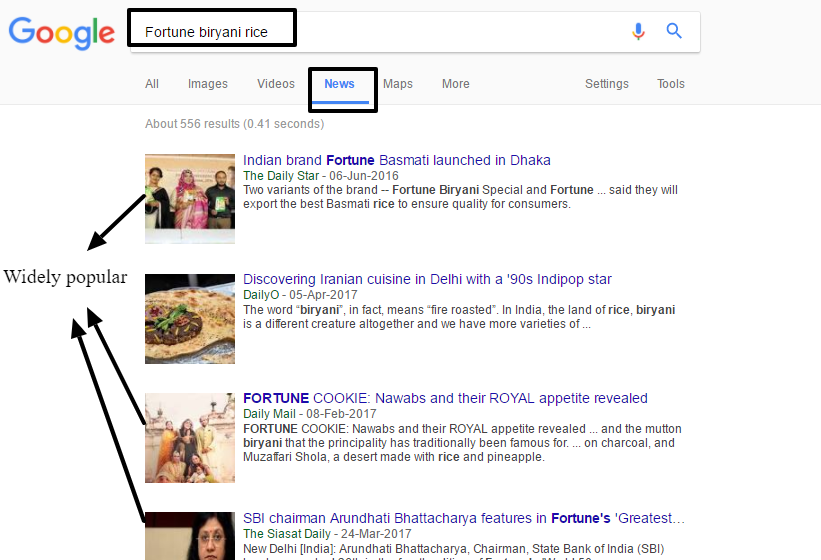 Google
Fortune biryani rice
All Images Videos News Maps More Settings Tools
About 556 results (0.41 seconds)
Indian brand Fortune Basmati launched in Dhaka
The Daily Star - 06-Jun-2016
Two variants of the brand -- Fortune Biryani Special and Fortune ... said they will
export the best Basmati rice to ensure quality for consumers.
Widely popular
Discovering Iranian cuisine in Delhi with a '90s Indipop star
DailyO - 05-Apr-2017
The word “biryani”, in fact, means “fire roasted”. In India, the land of rice, biryani
is a different creature altogether and we have more varieties of ...
FORTUNE COOKIE: Nawabs and their ROYAL appetite revealed
Daily Mail - 08-Feb-2017
FORTUNE COOKIE: Nawabs and their ROYAL appetite revealed ... and the mutton
biryani that the principality has traditionally been famous for. ... on charcoal, and
Muzaffari Shola, a desert made with rice and pineapple.
SBI chairman Arundhati Bhattacharya features in Fortune's 'Greatest...
The Siasat Daily - 24-Mar-2017
New Delhi [India]: Arundhati Bhattacharya, Chairman, State Bank of India (SBI)